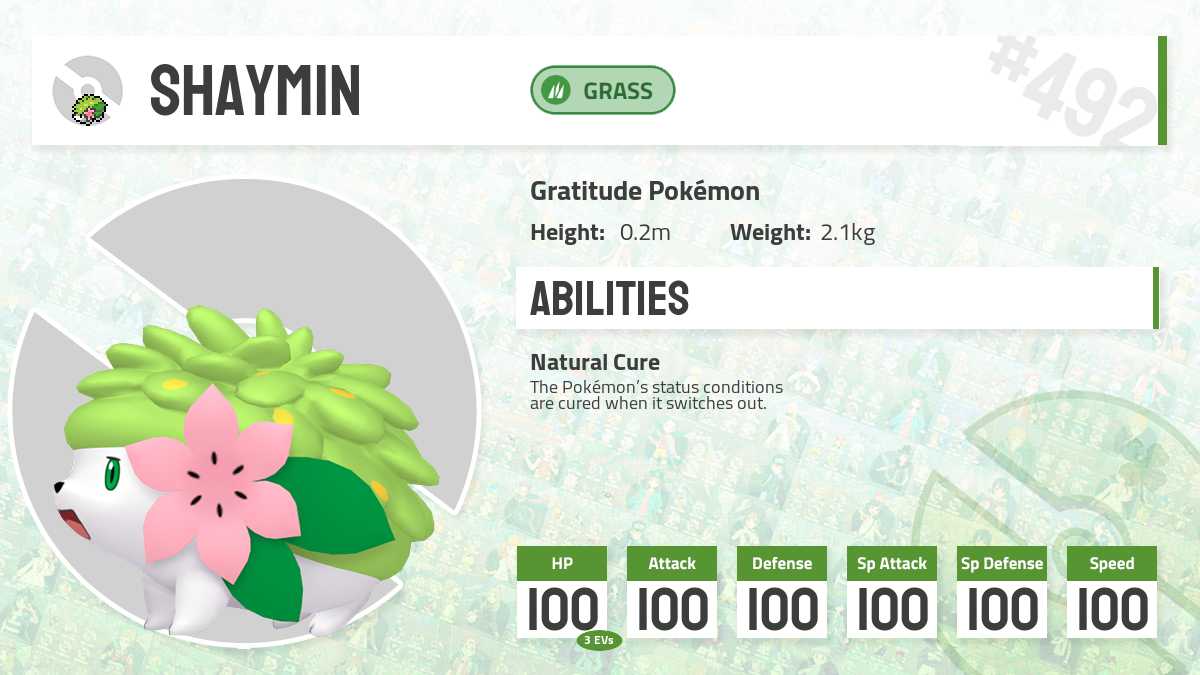 SHAYMIN
GRASS
#492
Gratitude Pokémon
Height: 0.2m Weight: 2.1kg
ABILITIES
Natural Cure
The Pokémon's status conditions
are cured when it switches out.
HP Attack Defense Sp Attack Sp Defense Speed
100 100 100 100 100 100
3 EVs